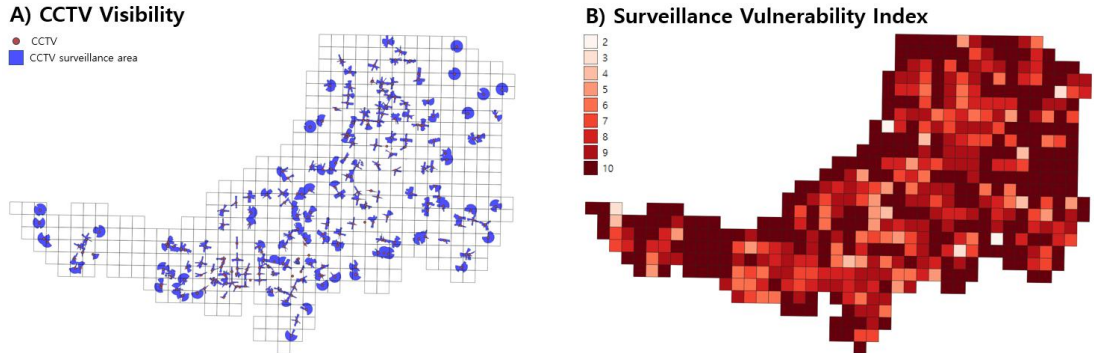 A) CCTV Visibility
CCTV
CCTV surveillance area
B) Surveillance Vulnerability Index
2
3
4
5
6
7
8
9
10